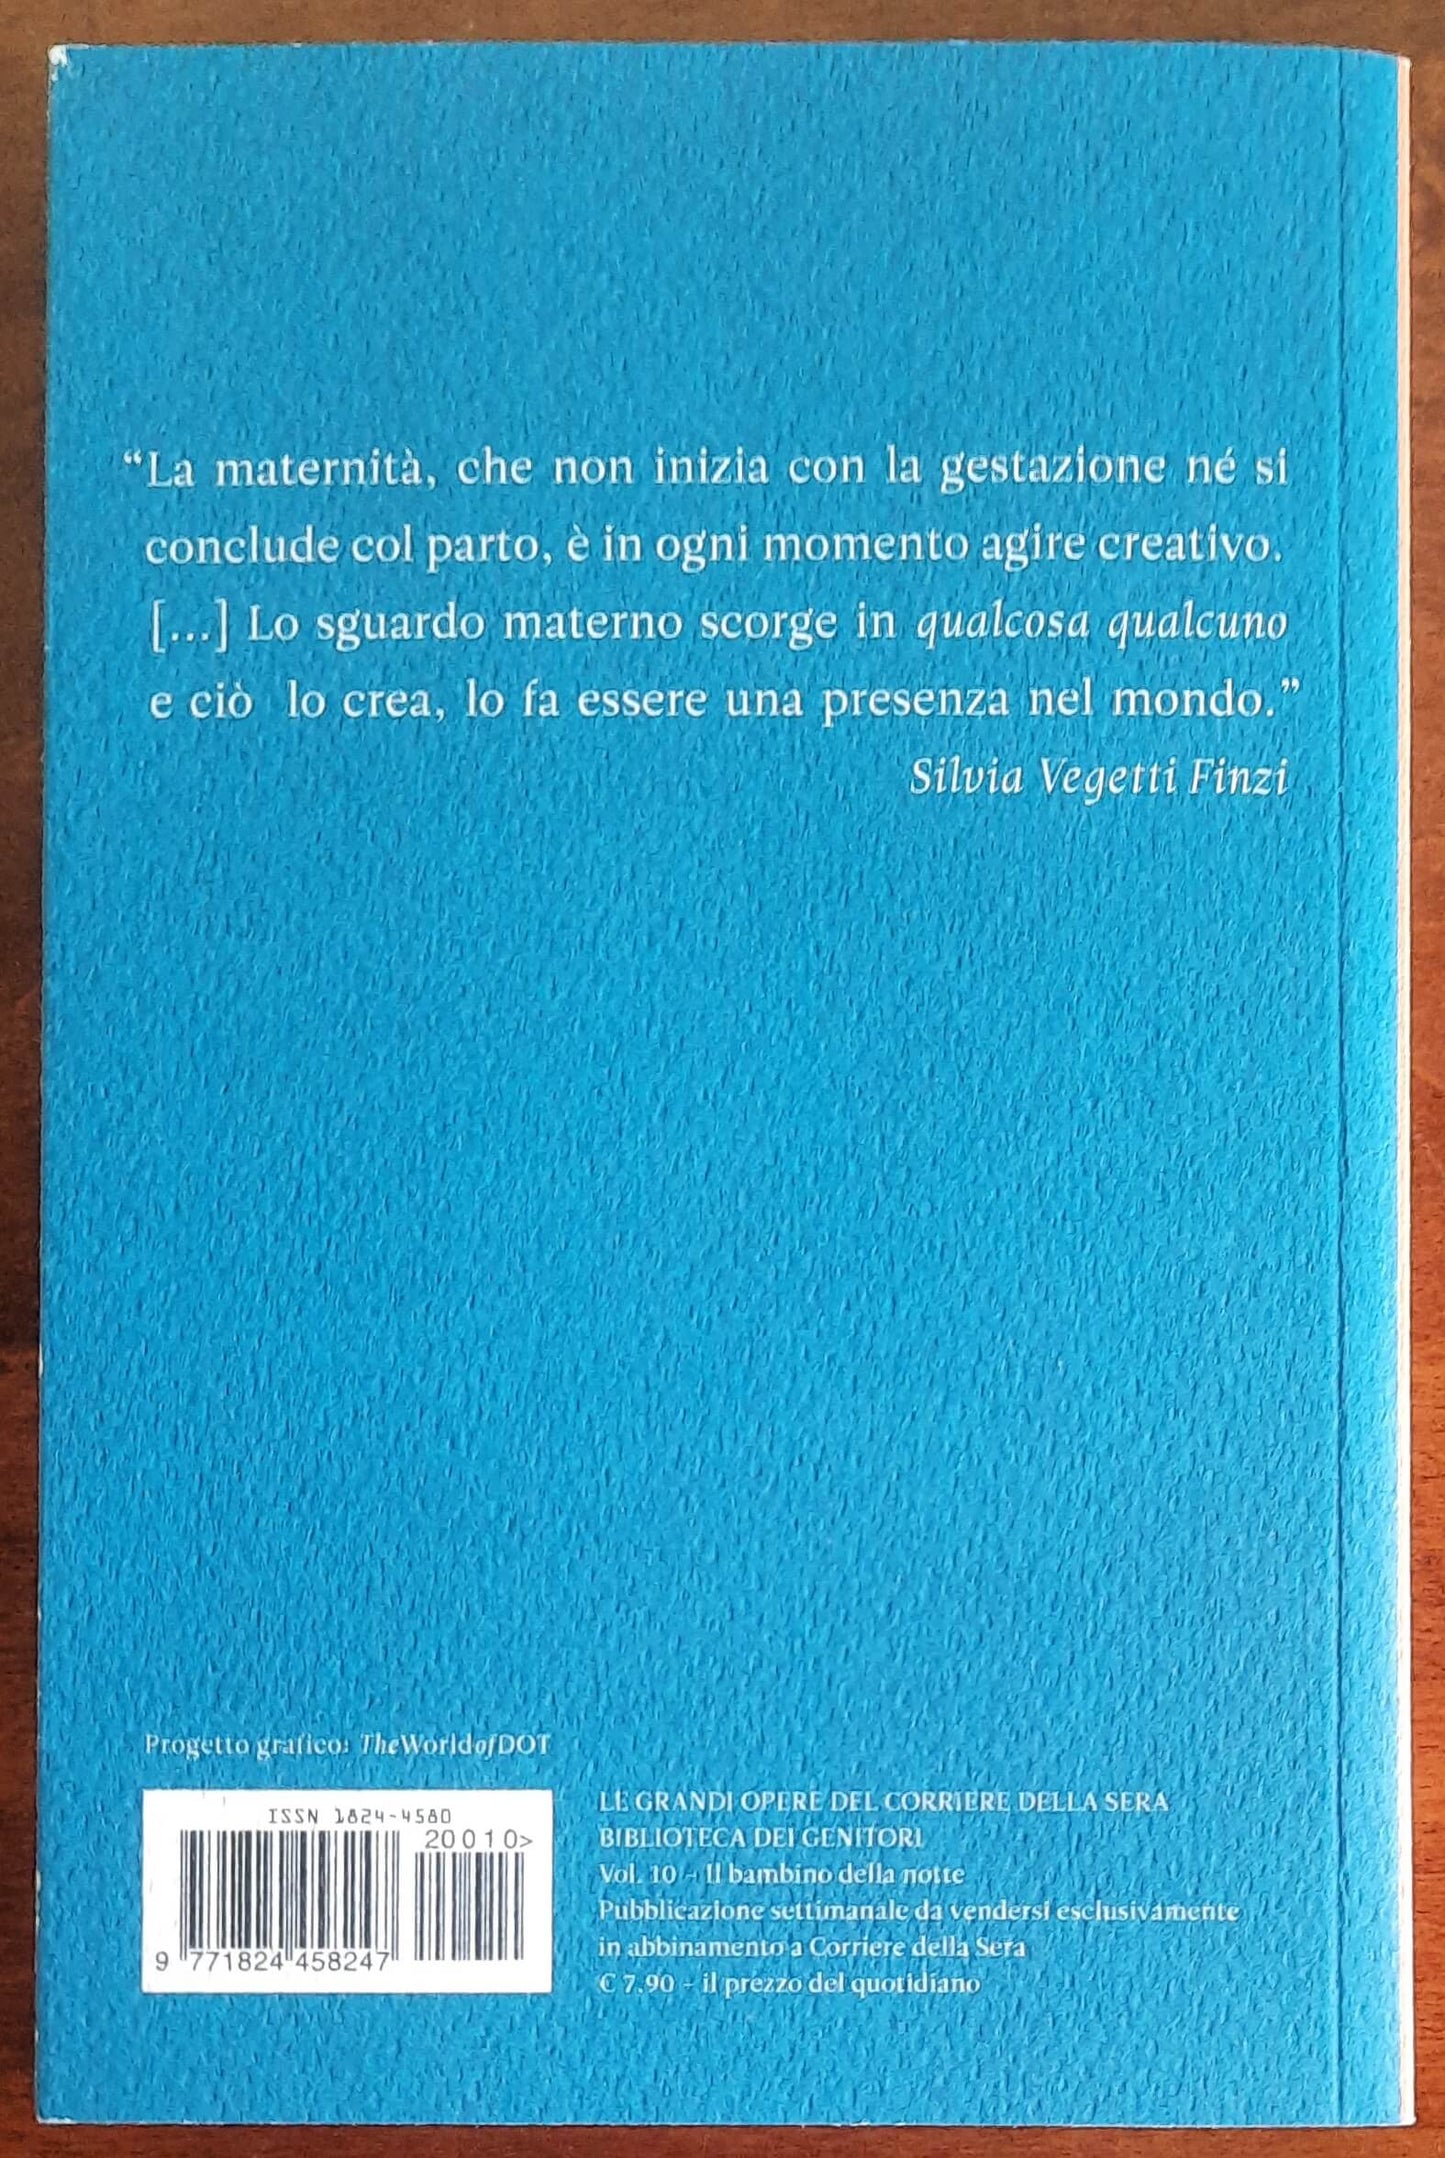 “La maternità, che non inizia con la gestazione né si
conclude col parto, è in ogni momento agire creativo.
[...] Lo sguardo materno scorge in qualcosa qualcuno
e ciò lo crea, lo fa essere una presenza nel mondo.”
Silvia Vegetti Finzi
Progetto grafico: TheWorldofDOT
ISSN 1824-4580
20010>
9 771824 458247
LE GRANDI OPERE DEL CORRIERE DELLA SERA
BIBLIOTECA DEI GENITORI
Vol. 10 - Il bambino della notte
Pubblicazione settimanale da vendersi esclusivamente
in abbinamento a Corriere della Sera
€ 7,90 - il prezzo del quotidiano